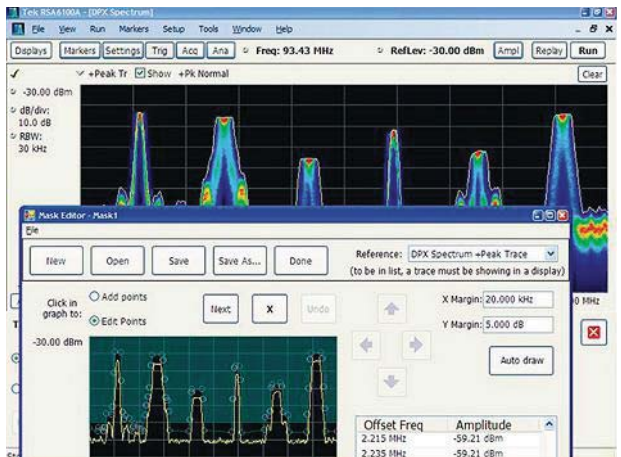 Tek RSA6100A - [DPX Spectrum]
File View Run Markers Setup Tools Window Help
Displays Markers Settings Trig Acq Ana Freq: 93.43 MHz RefLev: -30.00 dBm Ampl Replay Run
+Peak Tr Show +Pk Normal Clear
-30.00 dBm
dB/div:
10.0 dB
RBW:
30 kHz
Mask Editor - Mask1
File
New Open Save Save As... Done
Reference: DPX Spectrum +Peak Trace
(to be in list, a trace must be showing in a display)
Click in graph to:
Add points
Edit Points
Next X Undo
X Margin: 20.000 kHz
Y Margin: 5.000 dB
Auto draw
-30.00 dBm
Offset Freq Amplitude
2.215 MHz -59.21 dBm
2.235 MHz -59.21 dBm
MHz